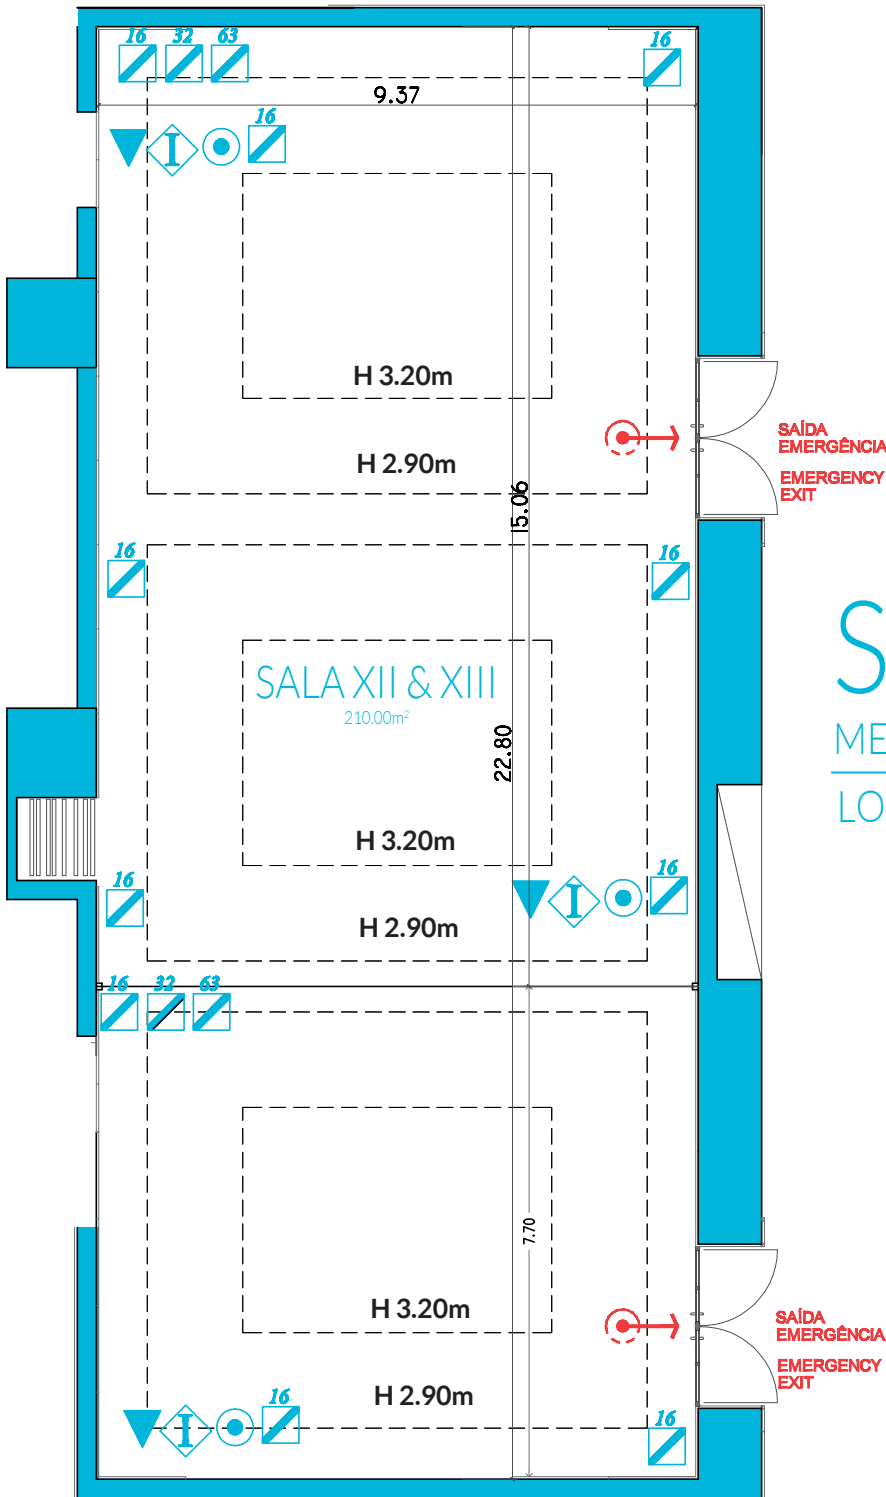 16 32 63
16
9.37
16
I
H 3.20m
SAÍDA
EMERGÊNCIA
H 2.90m
EMERGENCY
EXIT
15.06
16
16
S
SALA XII & XIII
210.00m²
22.80
ME
LO
H 3.20m
16
16
I
H 2.90m
16 32 63
7.70
H 3.20m
SAÍDA
EMERGÊNCIA
EMERGENCY
EXIT
H 2.90m
16
I
16